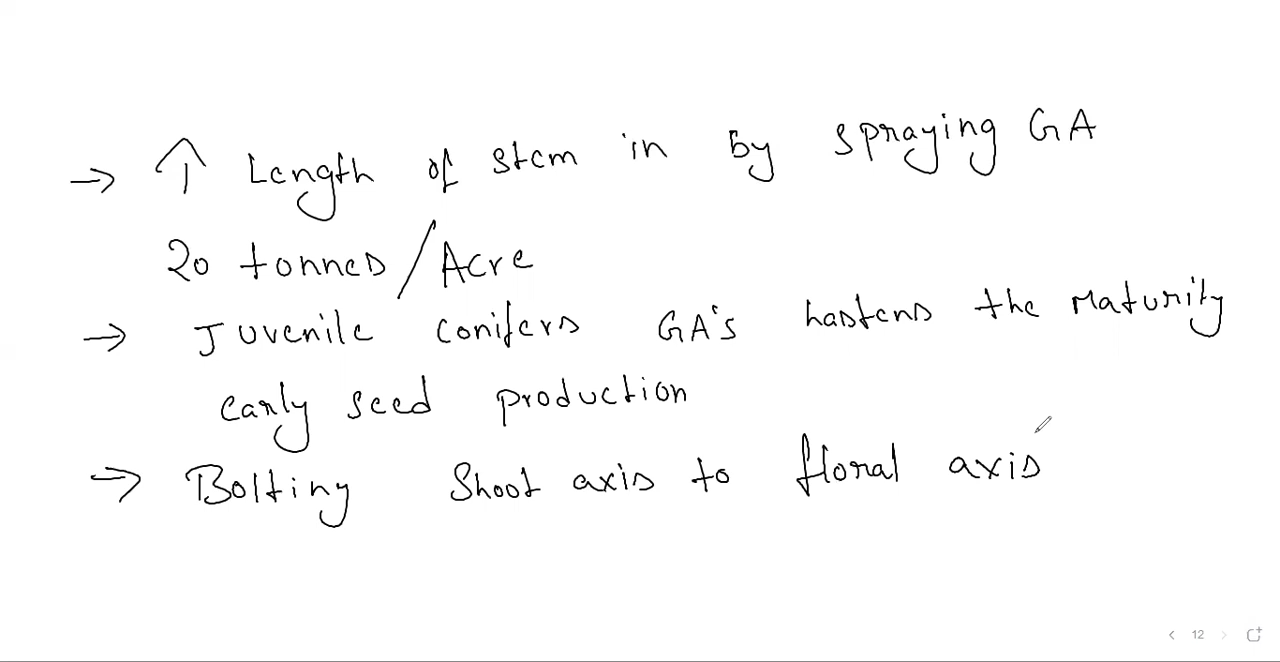 → ↑ Length of stem in by spraying GA
20 tonnes/Acre
→ Juvenile conifers GA's hastens the maturity
early seed production
→ Bolting Shoot axis to floral axis
< 12 >